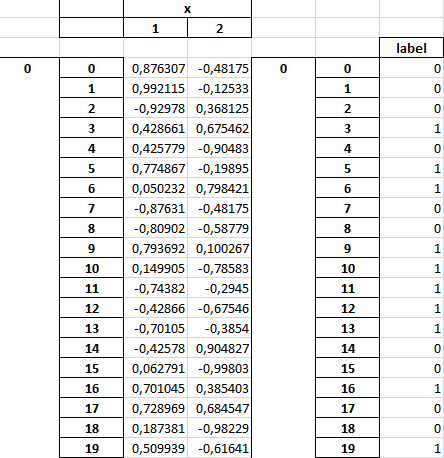 x
1 2
label
0 0 0,876307 -0,48175 0 0 0
1 0,992115 -0,12533 1 0
2 -0,92978 0,368125 2 0
3 0,428661 0,675462 3 1
4 0,425779 -0,90483 4 0
5 0,774867 -0,19895 5 1
6 0,050232 0,798421 6 1
7 -0,87631 -0,48175 7 0
8 -0,80902 -0,58779 8 0
9 0,793692 0,100267 9 1
10 0,149905 -0,78583 10 1
11 -0,74382 -0,2945 11 1
12 -0,42866 -0,67546 12 1
13 -0,70105 -0,3854 13 1
14 -0,42578 0,904827 14 0
15 0,062791 -0,99803 15 0
16 0,701045 0,385403 16 1
17 0,728969 0,684547 17 0
18 0,187381 -0,98229 18 0
19 0,509939 -0,61641 19 1